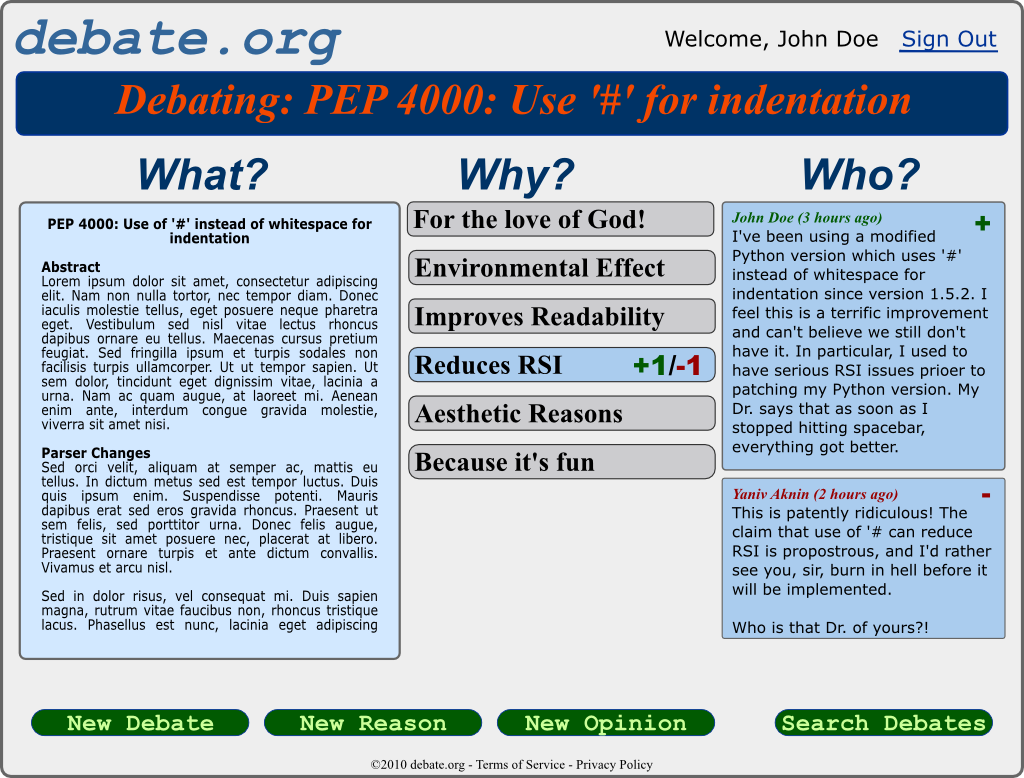 debate.org
Welcome, John Doe Sign Out
Debating: PEP 4000: Use '#' for indentation
What?
PEP 4000: Use of '#' instead of whitespace for
indentation
Abstract
Lorem ipsum dolor sit amet, consectetur adipiscing
elit. Nam non nulla tortor, nec tempor diam. Donec
iaculis molestie tellus, eget posuere neque pharetra
eget. Vestibulum sed nisl vitae lectus rhoncus
dapibus ornare eu tellus. Maecenas cursus pretium
feugiat. Sed fringilla ipsum et turpis sodales non
facilisis turpis ullamcorper. Ut ut tempor sapien. Ut
sem dolor, tincidunt eget dignissim vitae, lacinia a
urna. Nam ac quam augue, at laoreet mi. Aenean
enim ante, interdum congue gravida molestie,
viverra sit amet nisi.
Parser Changes
Sed orci velit, aliquam at semper ac, mattis eu
tellus. In dictum metus sed est tempor luctus. Duis
quis ipsum enim. Suspendisse potenti. Mauris
dapibus erat sed eros gravida rhoncus. Praesent ut
sem felis, sed porttitor urna. Donec felis augue,
tristique sit amet posuere nec, placerat at libero.
Praesent ornare turpis et ante dictum convallis.
Vivamus et arcu nisl.
Sed in dolor risus, vel consequat mi. Duis sapien
magna, rutrum vitae faucibus non, rhoncus tristique
lacus. Phasellus est nunc, lacinia eget adipiscing
Why?
For the love of God!
Environmental Effect
Improves Readability
Reduces RSI +1/-1
Aesthetic Reasons
Because it's fun
Who?
John Doe (3 hours ago) +
I've been using a modified
Python version which uses '#'
instead of whitespace for
indentation since version 1.5.2. I
feel this is a terrific improvement
and can't believe we still don't
have it. In particular, I used to
have serious RSI issues prioer to
patching my Python version. My
Dr. says that as soon as I
stopped hitting spacebar,
everything got better.
Yaniv Aknin (2 hours ago) -
This is patently ridiculous! The
claim that use of '# can reduce
RSI is propostrous, and I'd rather
see you, sir, burn in hell before it
will be implemented.
Who is that Dr. of yours?!
New Debate New Reason New Opinion Search Debates
©2010 debate.org - Terms of Service - Privacy Policy